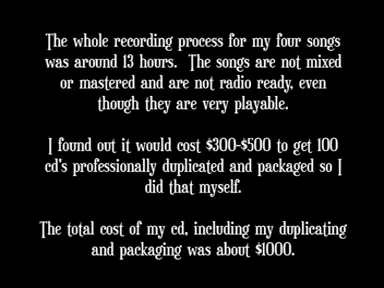 The whole recording process for my four songs
was around 13 hours. The songs are not mixed
or mastered and are not radio ready, even
though they are very playable.
I found out it would cost $300-$500 to get 100
cd's professionally duplicated and packaged so I
did that myself.
The total cost of my cd, including my duplicating
and packaging was about $1000.